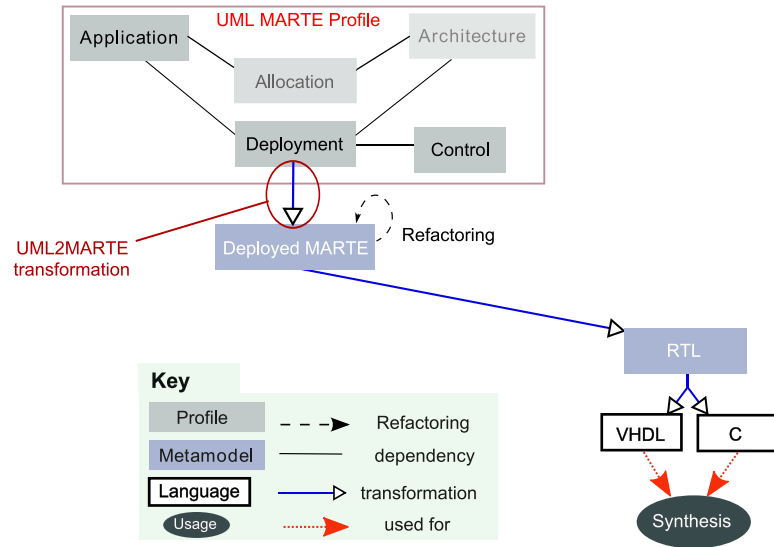 UML MARTE Profile
Application
Architecture
Allocation
Deployment
Control
UML2MARTE
transformation
Deployed MARTE
Refactoring
RTL
VHDL
C
Synthesis
Key
Profile
Refactoring
Metamodel
dependency
Language
transformation
Usage
used for